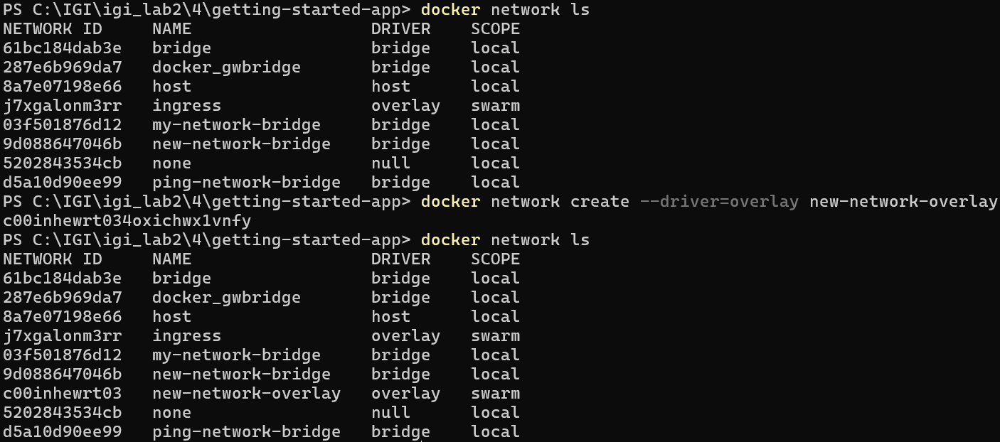 PS C:\IGI\igi_lab2\4\getting-started-app> docker network ls
NETWORK ID     NAME                  DRIVER    SCOPE
61bc184dab3e   bridge                bridge    local
287e6b969da7   docker_gwbridge       bridge    local
8a7e07198e66   host                  host      local
j7xgalonm3rr   ingress               overlay   swarm
03f501876d12   my-network-bridge     bridge    local
9d088647046b   new-network-bridge    bridge    local
5202843534cb   none                  null      local
d5a10d90ee99   ping-network-bridge   bridge    local
PS C:\IGI\igi_lab2\4\getting-started-app> docker network create --driver=overlay new-network-overlay
c00inhewrt034oxichwx1vnfy
PS C:\IGI\igi_lab2\4\getting-started-app> docker network ls
NETWORK ID     NAME                  DRIVER    SCOPE
61bc184dab3e   bridge                bridge    local
287e6b969da7   docker_gwbridge       bridge    local
8a7e07198e66   host                  host      local
j7xgalonm3rr   ingress               overlay   swarm
03f501876d12   my-network-bridge     bridge    local
9d088647046b   new-network-bridge    bridge    local
c00inhewrt03   new-network-overlay   overlay   swarm
5202843534cb   none                  null      local
d5a10d90ee99   ping-network-bridge   bridge    local